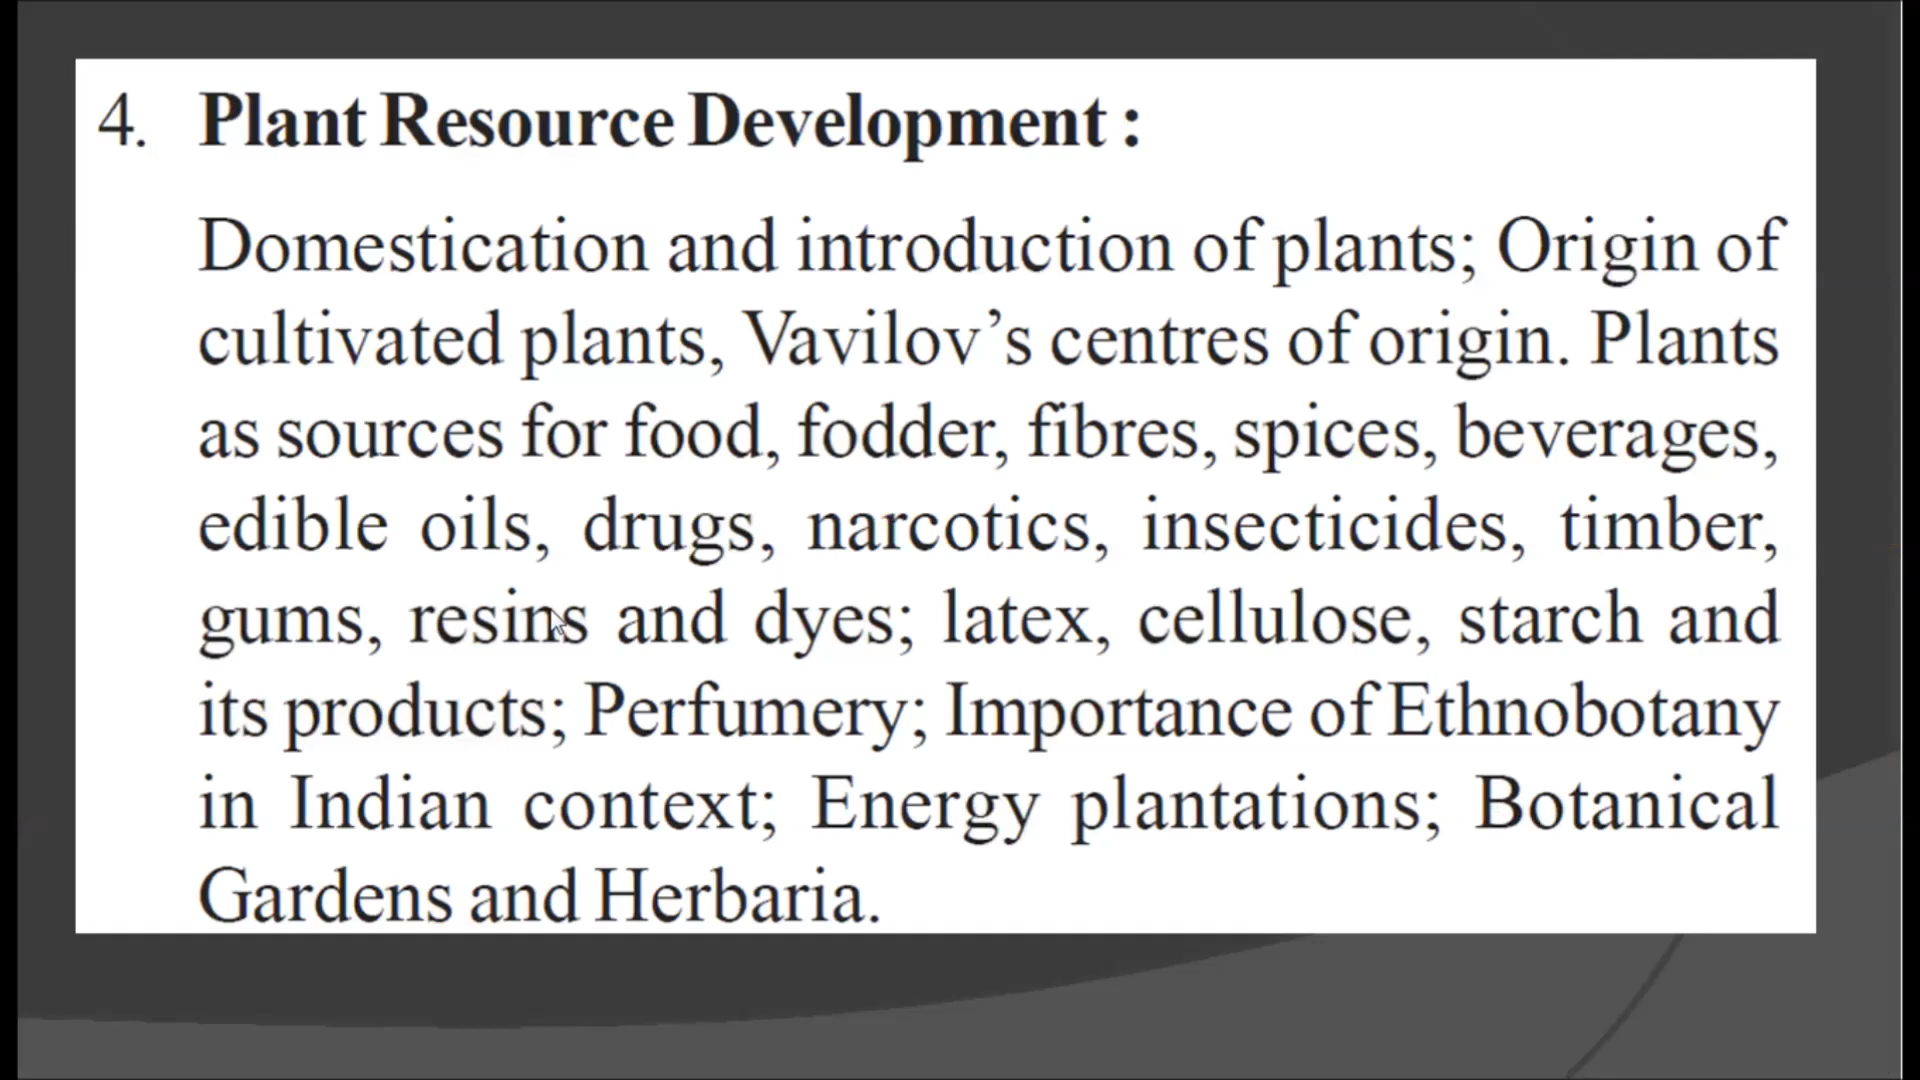 4. Plant Resource Development :
Domestication and introduction of plants; Origin of
cultivated plants, Vavilov’s centres of origin. Plants
as sources for food, fodder, fibres, spices, beverages,
edible oils, drugs, narcotics, insecticides, timber,
gums, resins and dyes; latex, cellulose, starch and
its products; Perfumery; Importance of Ethnobotany
in Indian context; Energy plantations; Botanical
Gardens and Herbaria.